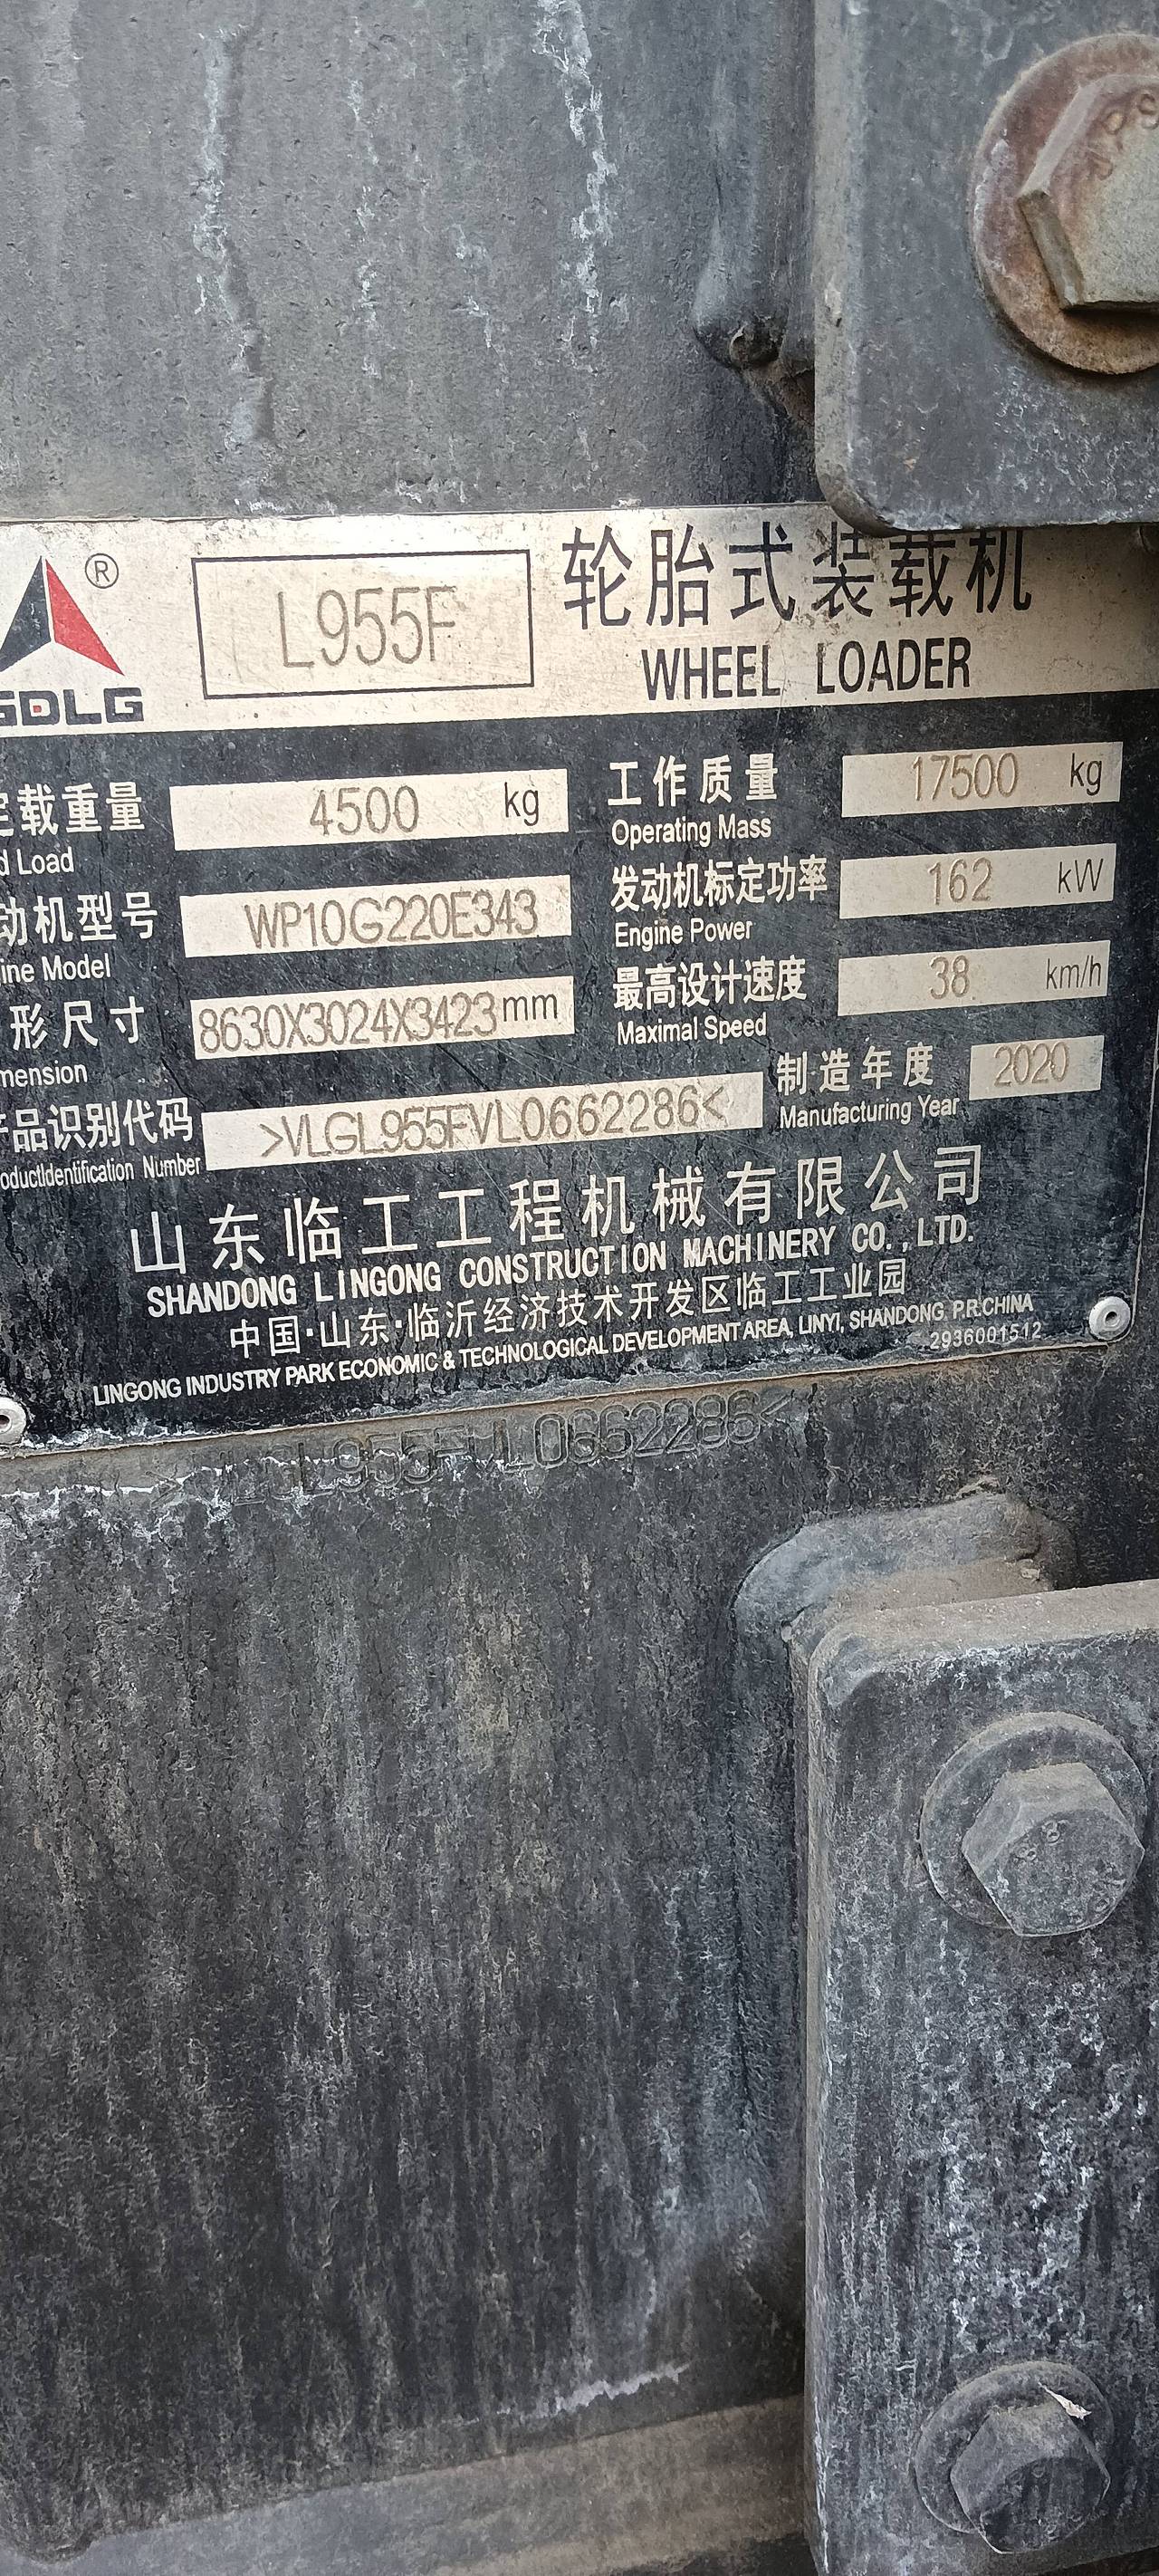 ®
SDLG
L955F
轮胎式装载机
WHEEL LOADER
定载重量 4500 kg
d Load
工作质量 17500 kg
Operating Mass
动机型号 WP10G220E343
ine Model
发动机标定功率 162 kW
Engine Power
形尺寸 8630X3024X3423 mm
mension
最高设计速度 38 km/h
Maximal Speed
产品识别代码 >VLGL955FVL0662286<
oductIdentification Number
制造年度 2020
Manufacturing Year
山东临工工程机械有限公司
SHANDONG LINGONG CONSTRUCTION MACHINERY CO.,LTD.
中国·山东·临沂经济技术开发区临工工业园
LINGONG INDUSTRY PARK ECONOMIC & TECHNOLOGICAL DEVELOPMENT AREA, LINYI, SHANDONG P.R.CHINA
2936001512
LGL955FVL0662286<
8